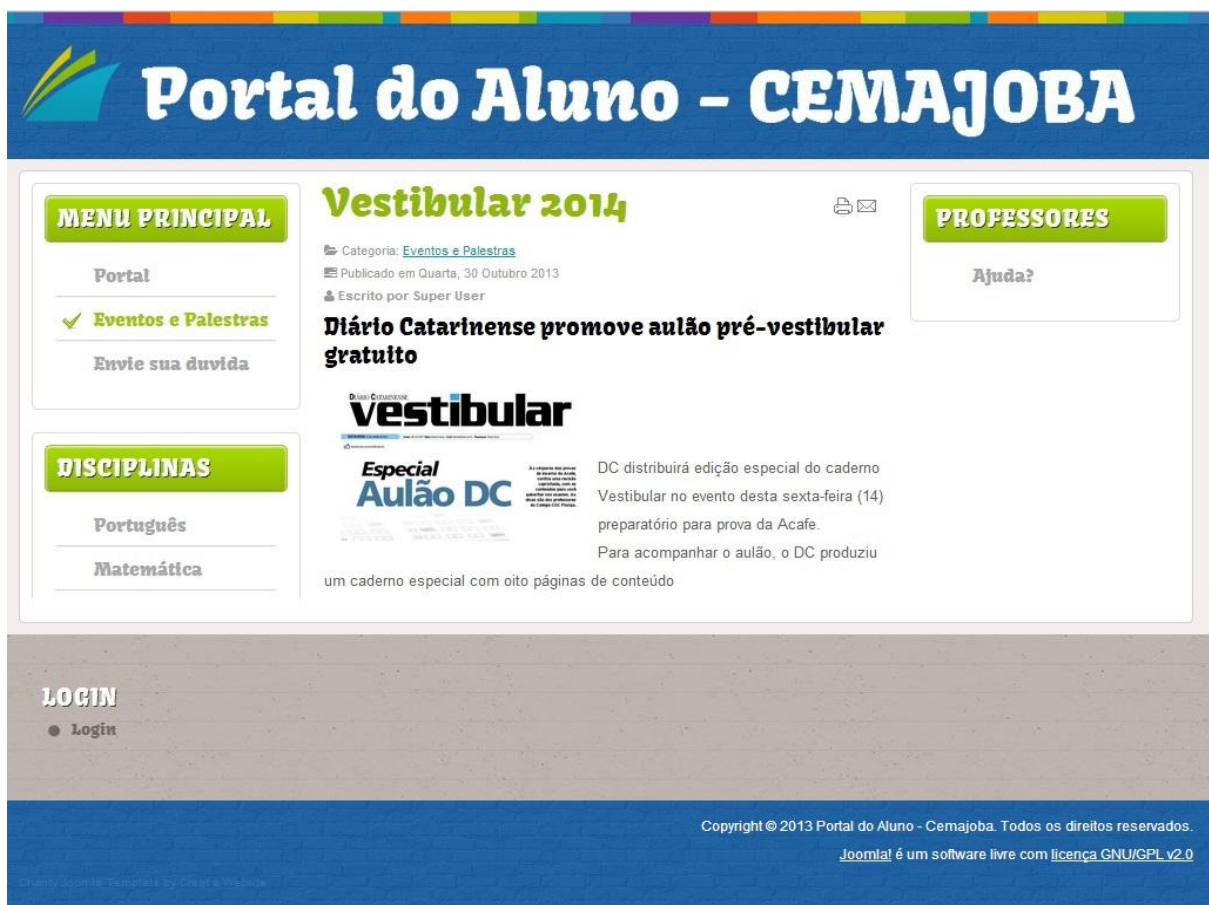 Portal do Aluno - CEMAJOBA
MENU PRINCIPAL
Portal
Eventos e Palestras
Envie sua duvida
DISCIPLINAS
Português
Matemática
Vestibular 2014
Categoria: Eventos e Palestras
Publicado em Quarta, 30 Outubro 2013
Escrito por Super User
Diário Catarinense promove aulão pré-vestibular
gratuito
DIÁRIO CATARINENSE
vestibular
Especial
Aulão DC
DC distribuirá edição especial do caderno
Vestibular no evento desta sexta-feira (14)
preparatório para prova da Acafe.
Para acompanhar o aulão, o DC produziu
um caderno especial com oito páginas de conteúdo
PROFESSORES
Ajuda?
LOGIN
Login
Copyright © 2013 Portal do Aluno - Cemajoba. Todos os direitos reservados.
Joomla! é um software livre com licença GNU/GPL v2.0